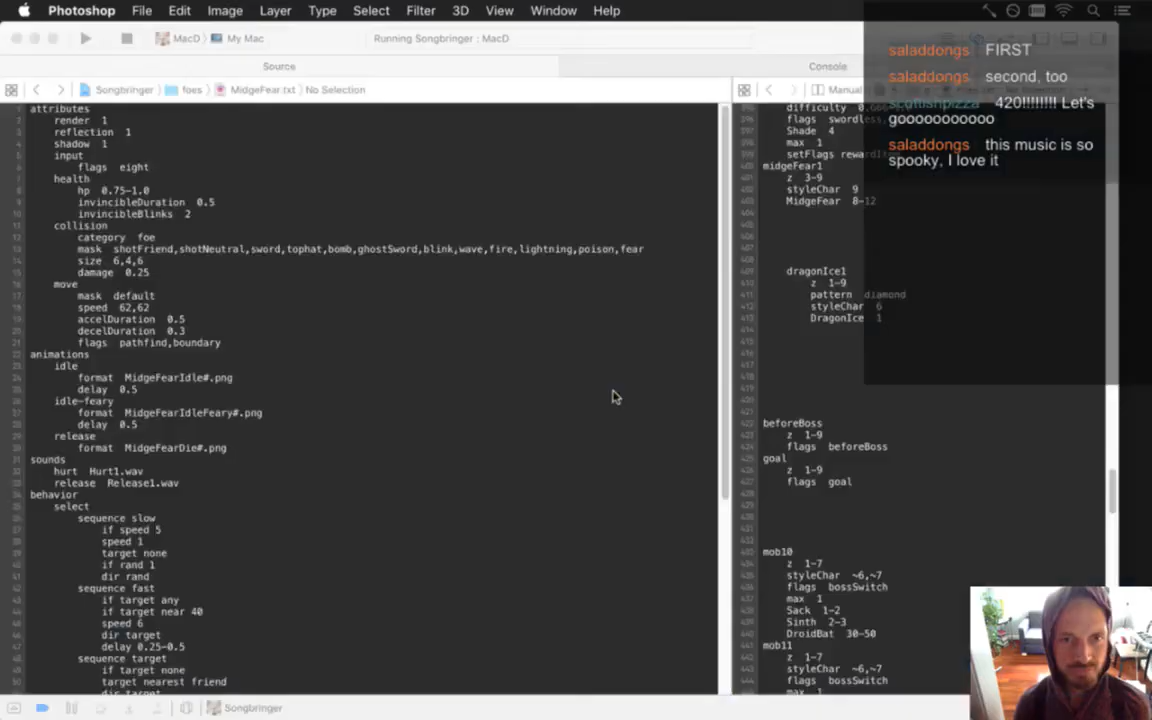 Photoshop File Edit Image Layer Type Select Filter 3D View Window Help
MacD My Mac Running Songbringer : MacD
Source Console
Songbringer foes MidgeFear.txt No Selection Manual
attributes
render 1
reflection 1
shadow 1
input
flags eight
health
hp 0.75-1.0
invincibleDuration 0.5
invincibleBlinks 2
collision
category foe
mask shotFriend,shotNeutral,sword,tophat,bomb,ghostSword,blink,wave,fire,lightning,poison,fear
size 6,4,6
damage 0.25
move
mask default
speed 62,62
accelDuration 0.5
decelDuration 0.3
flags pathfind,boundary
animations
idle
format MidgeFearIdle#.png
delay 0.5
idle-feary
format MidgeFearIdleFeary#.png
delay 0.5
release
format MidgeFearDie#.png
sounds
hurt Hurt1.wav
release Release1.wav
behavior
select
sequence slow
if speed 5
speed 1
target none
if rand 1
dir rand
sequence fast
if target any
if target near 40
speed 6
dir target
delay 0.25-0.5
sequence target
if target none
target nearest friend
dir target
difficulty
flags swordless,
Shade 4
max 1
setFlags
midgeFear1
z 3-9
styleChar 9
MidgeFear 8-12
dragonIce1
z 1-9
pattern diamond
styleChar 6
DragonIce 1
beforeBoss
z 1-9
flags beforeBoss
goal
z 1-9
flags goal
mob10
z 1-7
styleChar ~6,~7
flags bossSwitch
max 1
Sack 1-2
Sinth 2-3
DroidBat 30-50
mob11
z 1-7
styleChar ~6,~7
flags bossSwitch
max 1
saladdongs FIRST
saladdongs second, too
scottishpizza 420!!!!!!!! Let's
gooooooooooo
saladdongs this music is so
spooky, I love it
Songbringer